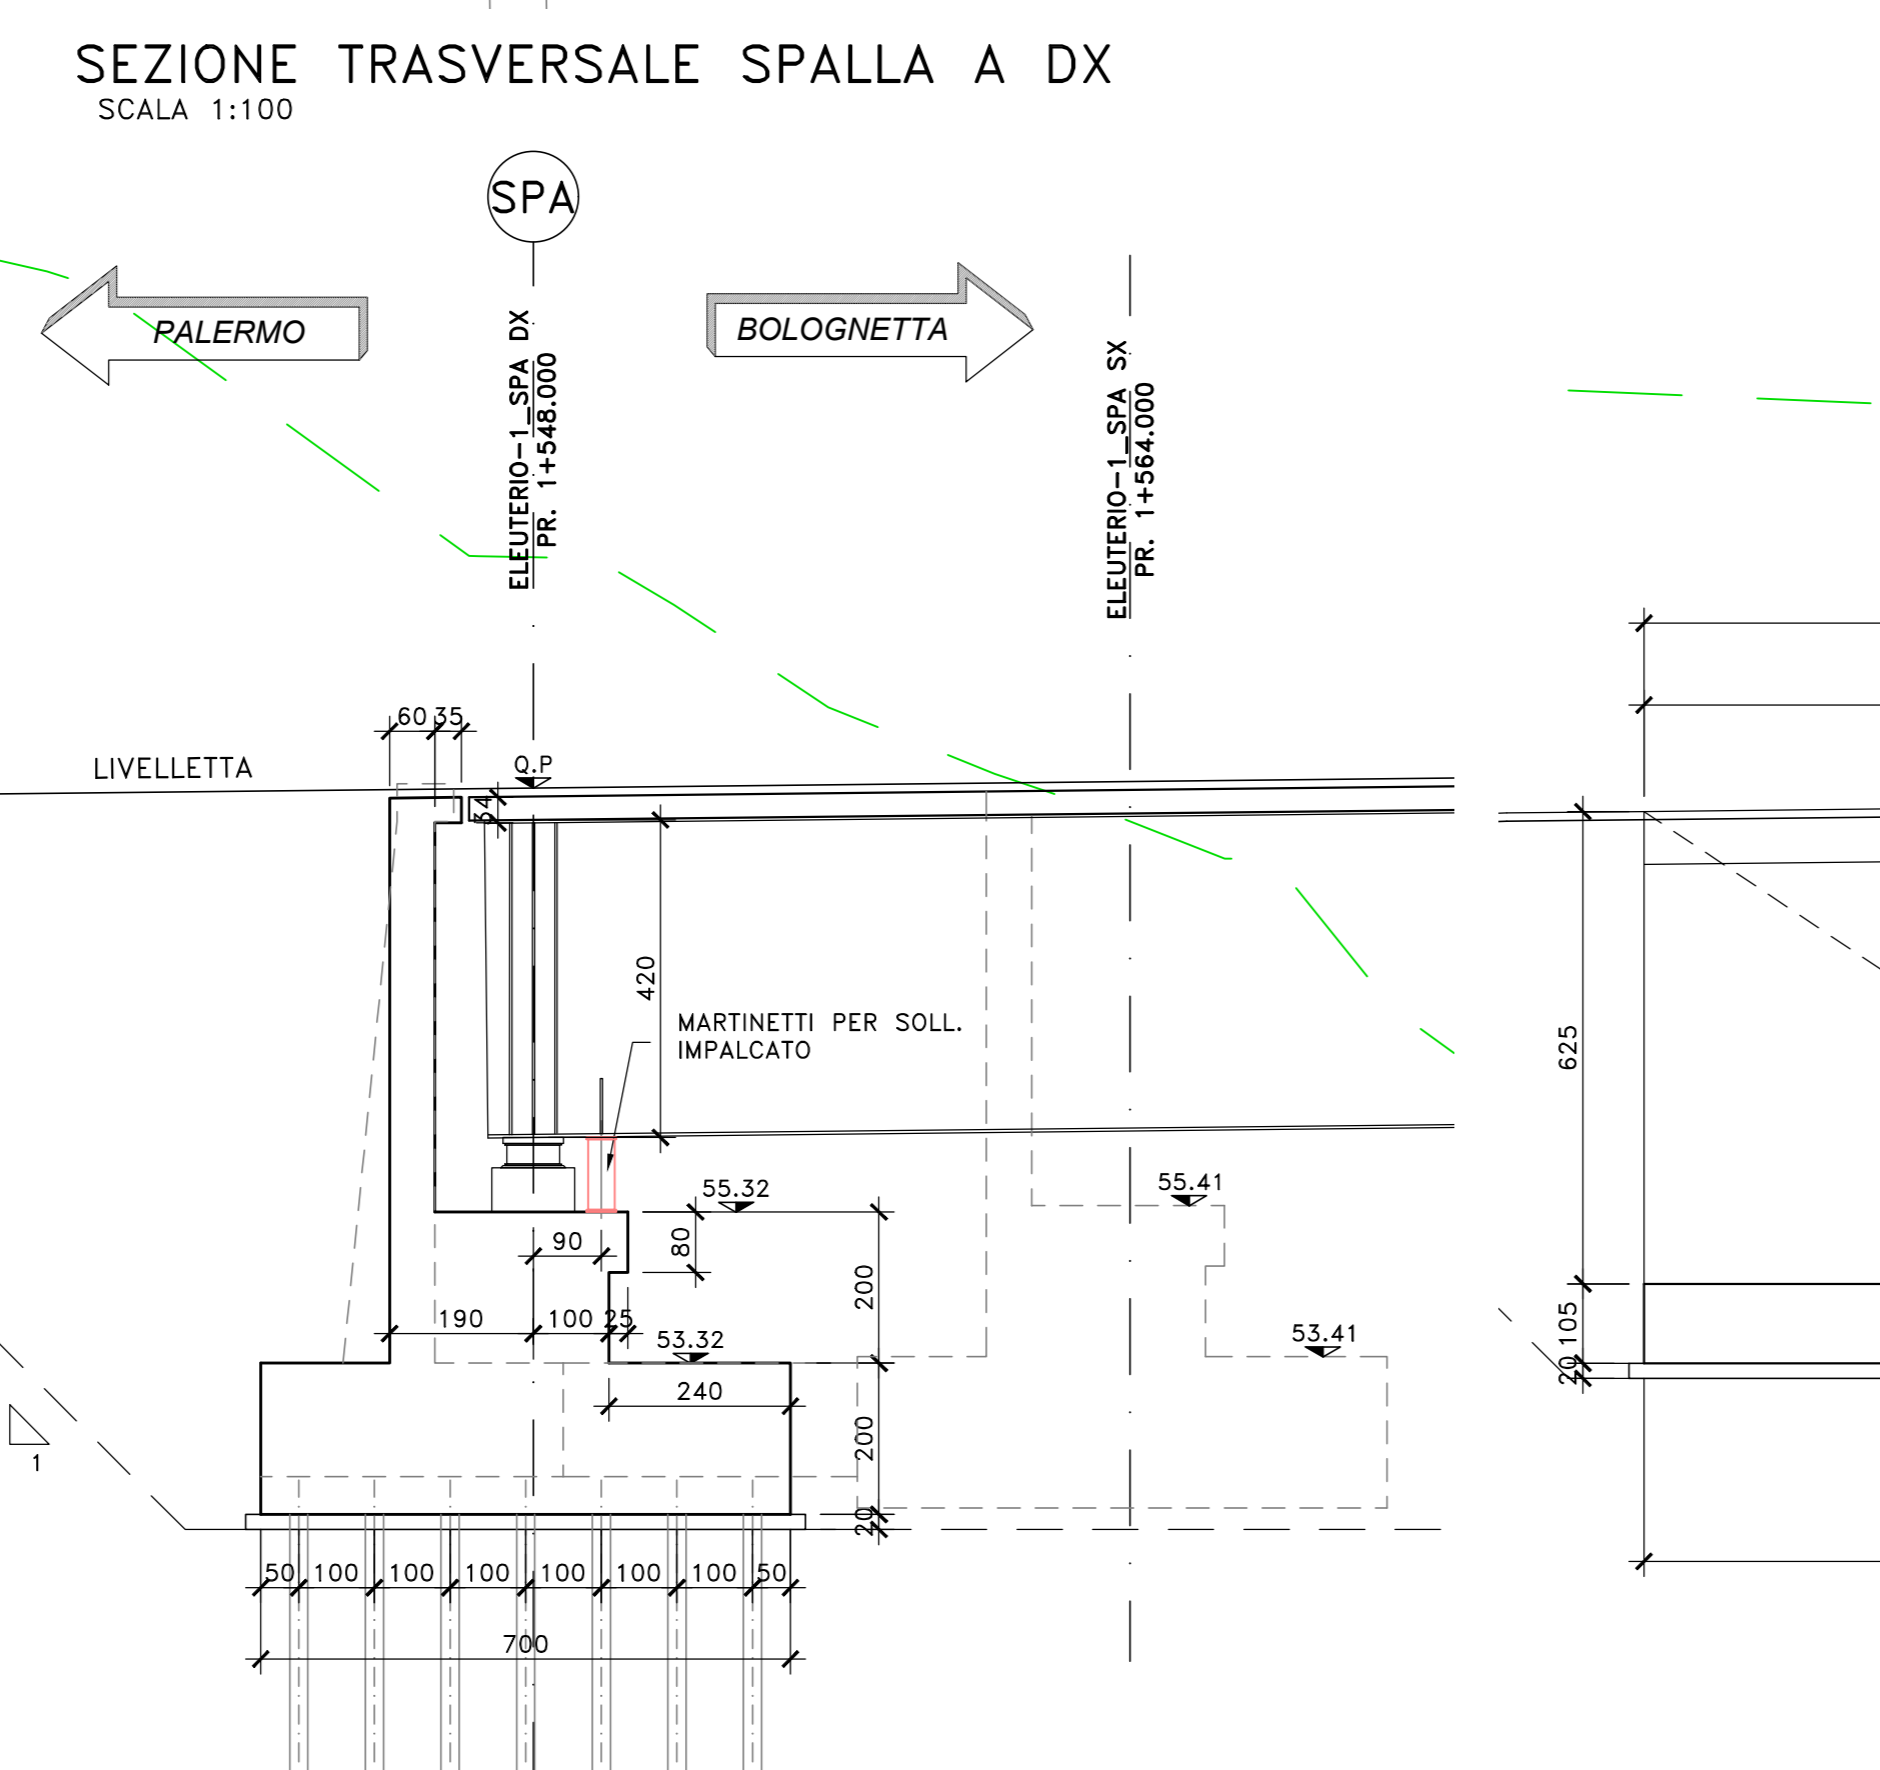 SEZIONE TRASVERSALE SPALLA A DX
SCALA 1:100
SPA
PALERMO
BOLOGNETTA
ELEUTERIO-1_SPA DX
PR. 1+548.000
ELEUTERIO-1_SPA SX
PR. 1+564.000
60 35
LIVELLETTA
Q.P
34
420
MARTINETTI PER SOLL.
IMPALCATO
625
55.32
55.41
90
80
200
190
100
25
53.32
53.41
105
20
240
200
1
20
50 100 100 100 100 100 100 50
700